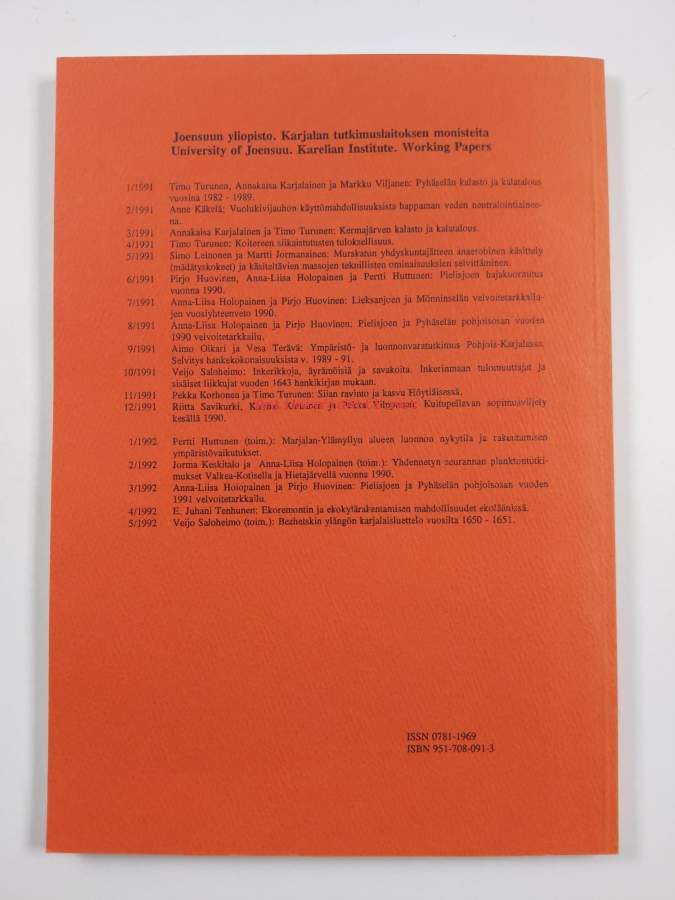 Joensuun yliopisto. Karjalan tutkimuslaitoksen monisteita
University of Joensuu. Karelian Institute. Working Papers
1/1991 Timo Turunen, Annakaisa Karjalainen ja Markku Viljanen: Pyhäselän kalasto ja kalatalous
vuosina 1982 - 1989.
2/1991 Anne Käkelä: Vuolukivijauhon käyttömahdollisuuksista happaman veden neutralointiainee-
na.
3/1991 Annakaisa Karjalainen ja Timo Turunen: Kermajärven kalasto ja kalatalous.
4/1991 Timo Turunen: Koitereen siikaistutusten tuloksellisuus.
5/1991 Simo Leinonen ja Martti Jormanainen: Murskatun yhdyskuntajätteen anaerobinen käsittely
(mädätyskokeet) ja käsiteltävien massojen teknillisten ominaisuuksien selvittäminen.
6/1991 Pirjo Huovinen, Anna-Liisa Holopainen ja Pertti Huttunen: Pielisjoen hajakuormitus
vuonna 1990.
7/1991 Anna-Liisa Holopainen ja Pirjo Huovinen: Lieksanjoen ja Mönninselän velvoitetarkkailu-
jen vuosiyhteenveto 1990.
8/1991 Anna-Liisa Holopainen ja Pirjo Huovinen: Pielisjoen ja Pyhäselän pohjoisosan vuoden
1990 velvoitetarkkailu.
9/1991 Aimo Oikari ja Vesa Terävä: Ympäristö- ja luonnonvaratutkimus Pohjois-Karjalassa.
Selvitys hankekokonaisuuksista v. 1989 - 91.
10/1991 Veijo Saloheimo: Inkerikkoja, äyrämöisiä ja savakoita. Inkerinmaan tulomuuttajat ja
sisäiset liikkujat vuoden 1643 henkikirjan mukaan.
11/1991 Pekka Korhonen ja Timo Turunen: Siian ravinto ja kasvu Höytiäisessä.
12/1991 Riitta Savikurki, ja Pekka Vilponen: Kuitupellavan sopimusviljely
kesällä 1990.
1/1992 Pertti Huttunen (toim.): Marjalan-Ylämyllyn alueen luonnon nykytila ja rakentamisen
ympäristövaikutukset.
2/1992 Jorma Keskitalo ja Anna-Liisa Holopainen (toim.): Yhdennetyn seurannan planktontutki-
mukset Valkea-Kotisella ja Hietajärvellä vuonna 1990.
3/1992 Anna-Liisa Holopainen ja Pirjo Huovinen: Pielisjoen ja Pyhäselän pohjoisosan vuoden
1991 velvoitetarkkailu.
4/1992 E. Juhani Tenhunen: Ekoremontin ja ekokylärakentamisen mahdollisuudet ekoläänissä.
5/1992 Veijo Saloheimo (toim.): Bezhetskin ylängön karjalaisluettelo vuosilta 1650 - 1651.
ISSN 0781-1969
ISBN 951-708-091-3